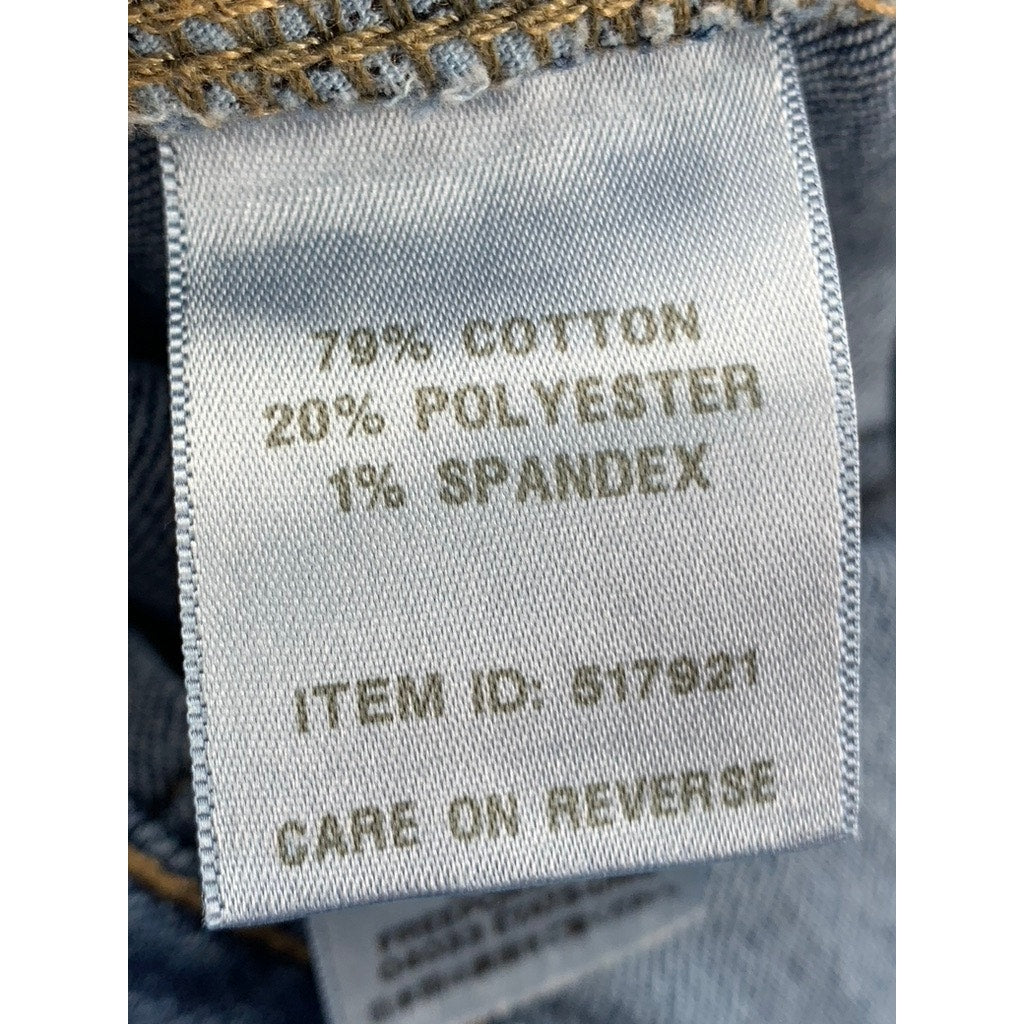 79% COTTON
20% POLYESTER
1% SPANDEX
ITEM ID: 517921
CARE ON REVERSE